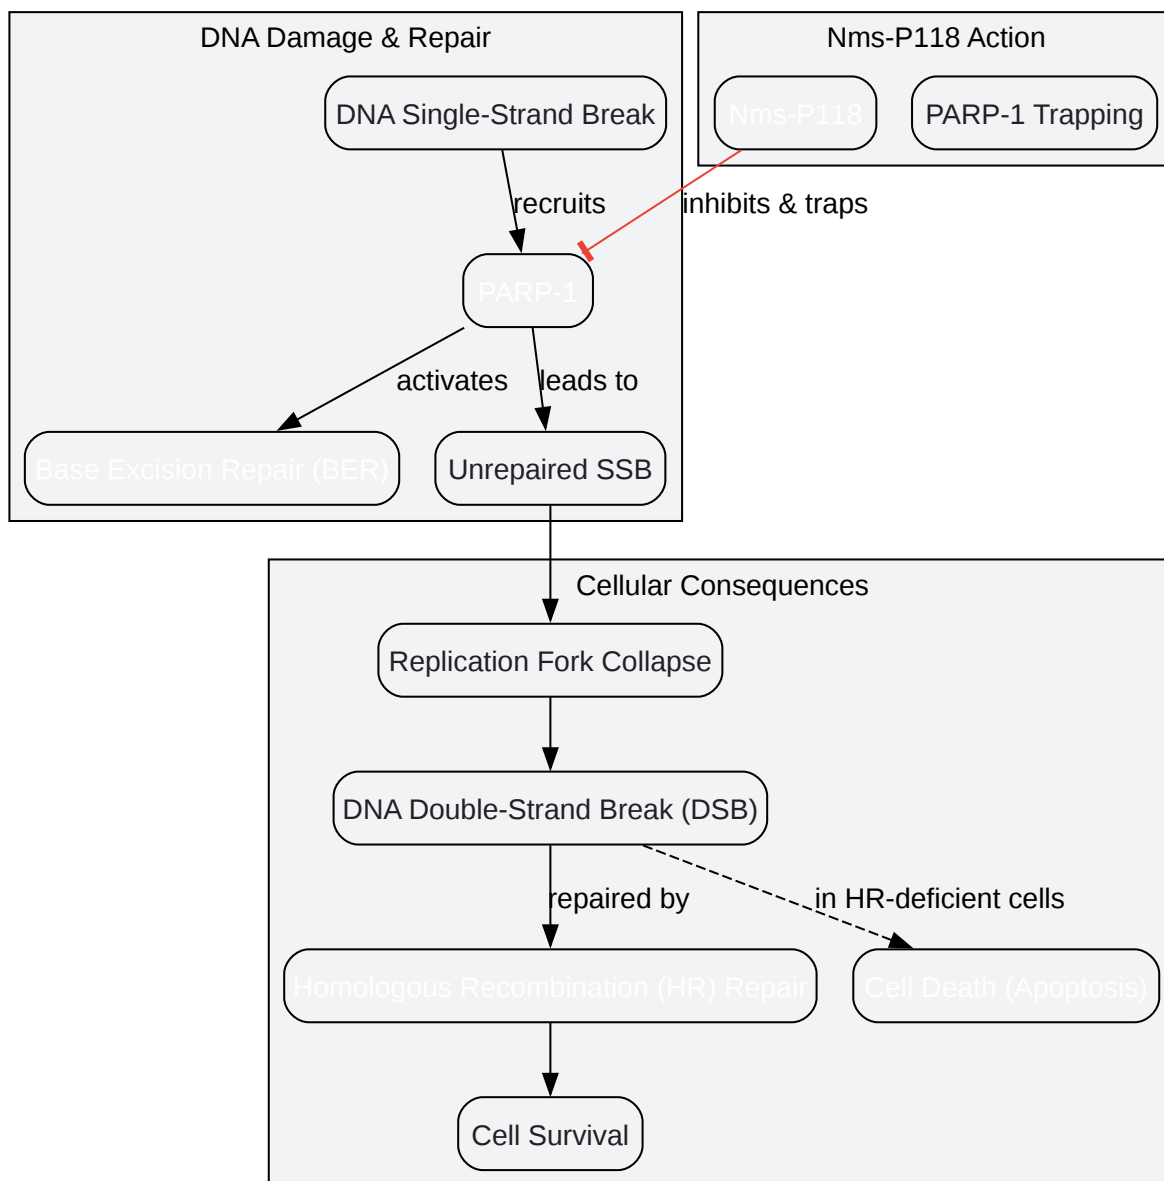 DNA Damage & Repair
Nms-P118 Action
DNA Single-Strand Break
Nms-P118
PARP-1 Trapping
recruits
inhibits & traps
PARP-1
activates
leads to
Base Excision Repair (BER)
Unrepaired SSB
Cellular Consequences
Replication Fork Collapse
DNA Double-Strand Break (DSB)
repaired by
in HR-deficient cells
Homologous Recombination (HR) Repair
Cell Death (Apoptosis)
Cell Survival